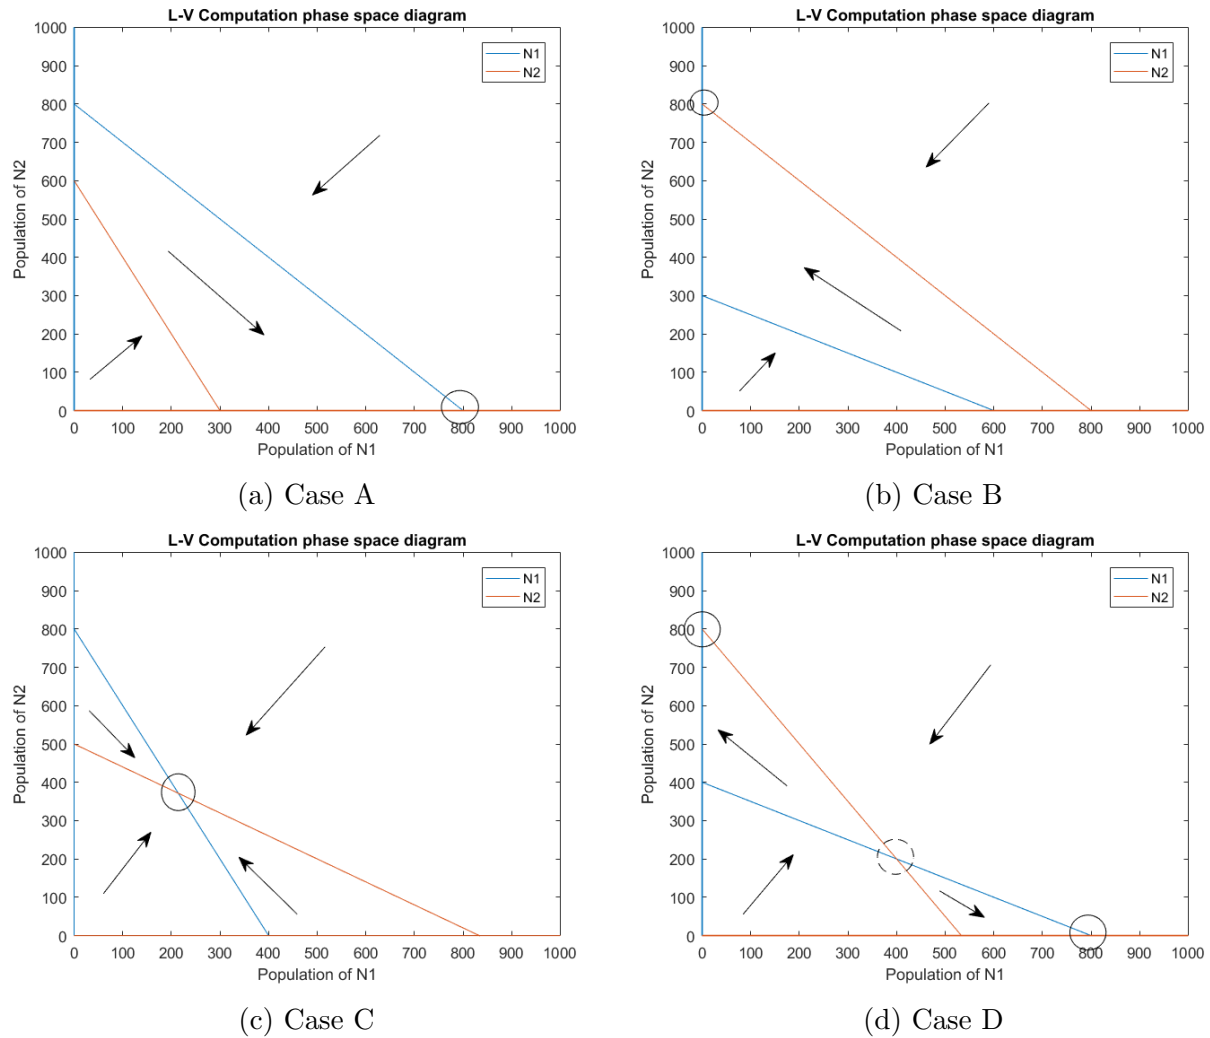 L-V Computation phase space diagram
1000
900
800
700
600
500
400
300
200
100
0
Population of N2
N1
N2
0 100 200 300 400 500 600 700 800 900 1000
Population of N1
(a) Case A
L-V Computation phase space diagram
1000
900
800
700
600
500
400
300
200
100
0
Population of N2
N1
N2
0 100 200 300 400 500 600 700 800 900 1000
Population of N1
(b) Case B
L-V Computation phase space diagram
1000
900
800
700
600
500
400
300
200
100
0
Population of N2
N1
N2
0 100 200 300 400 500 600 700 800 900 1000
Population of N1
(c) Case C
L-V Computation phase space diagram
1000
900
800
700
600
500
400
300
200
100
0
Population of N2
N1
N2
0 100 200 300 400 500 600 700 800 900 1000
Population of N1
(d) Case D